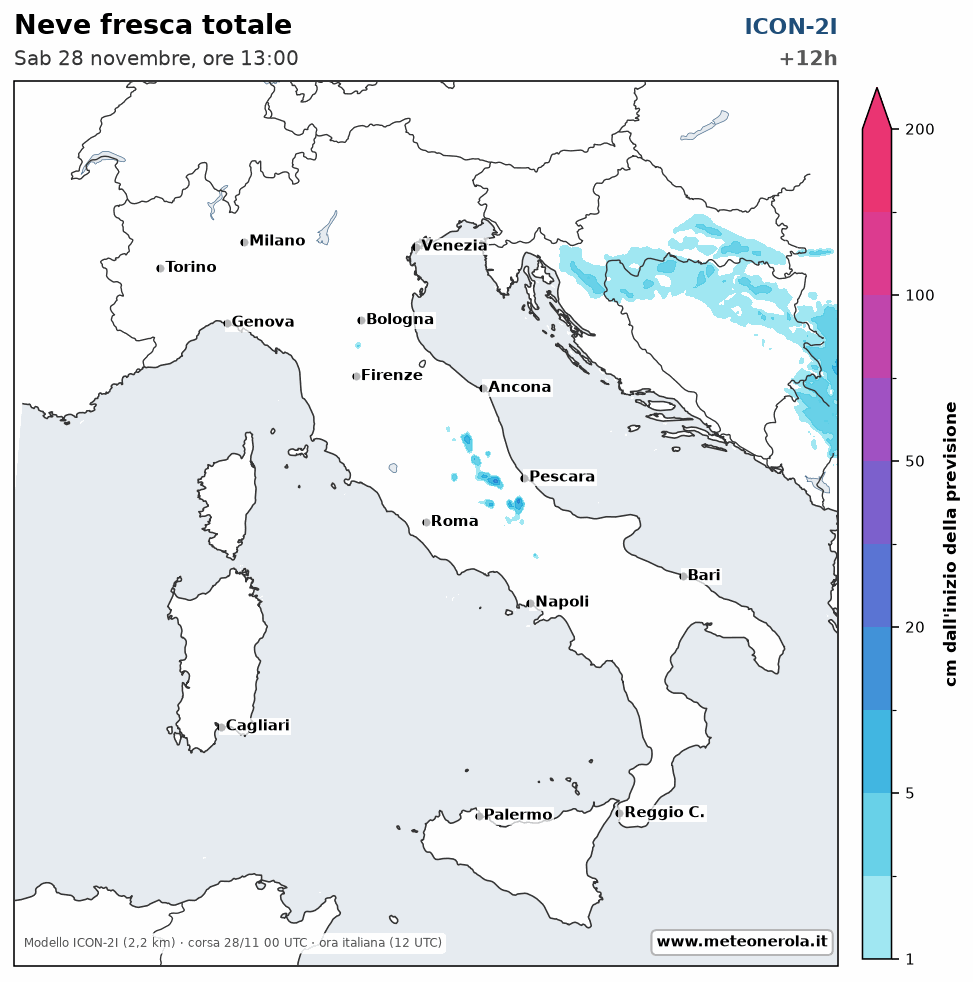 Neve fresca totale
ICON-2I
Sab 28 novembre, ore 13:00
+12h
200
100
50
20
5
1
cm dall'inizio della previsione
Milano
Venezia
Torino
Genova
Bologna
Firenze
Ancona
Pescara
Roma
Bari
Napoli
Cagliari
Palermo
Reggio C.
Modello ICON-2I (2,2 km) · corsa 28/11 00 UTC · ora italiana (12 UTC)
www.meteonerola.it